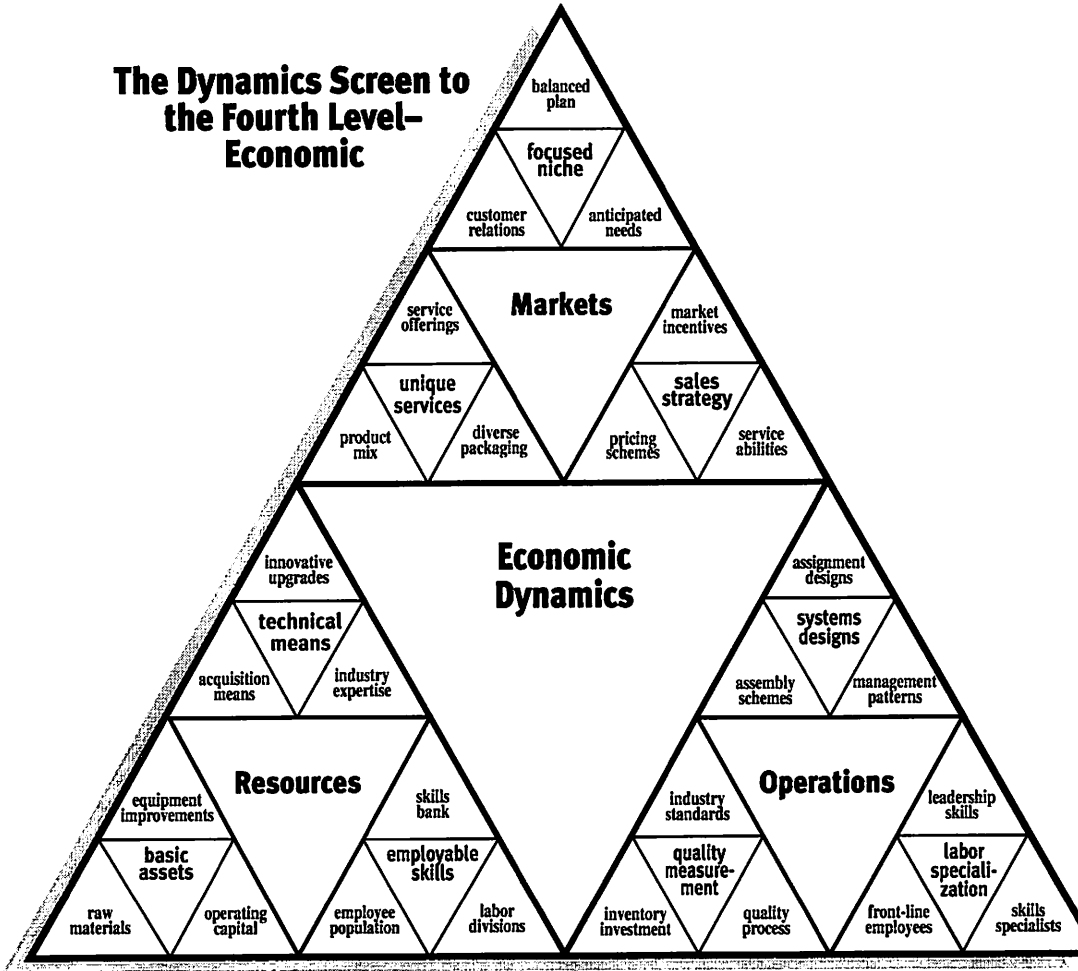 The Dynamics Screen to
the Fourth Level–
Economic
balanced
plan
focused
niche
customer
relations
anticipated
needs
Markets
service
offerings
market
incentives
unique
services
sales
strategy
product
mix
diverse
packaging
pricing
schemes
service
abilities
Economic
Dynamics
innovative
upgrades
assignment
designs
technical
means
systems
designs
acquisition
means
industry
expertise
assembly
schemes
management
patterns
Resources
Operations
equipment
improvements
skills
bank
industry
standards
leadership
skills
basic
assets
employable
skills
quality
measure-
ment
labor
speciali-
zation
raw
materials
operating
capital
employee
population
labor
divisions
inventory
investment
quality
process
front-line
employees
skills
specialists